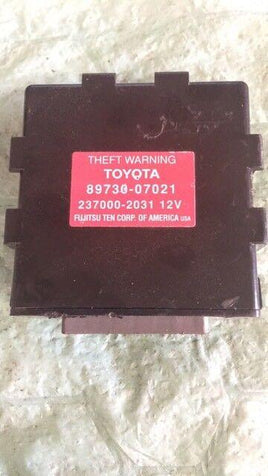 THEFT WARNING
TOYOTA
89730-07021
237000-2031 12V
FUJITSU TEN CORP. OF AMERICA USA